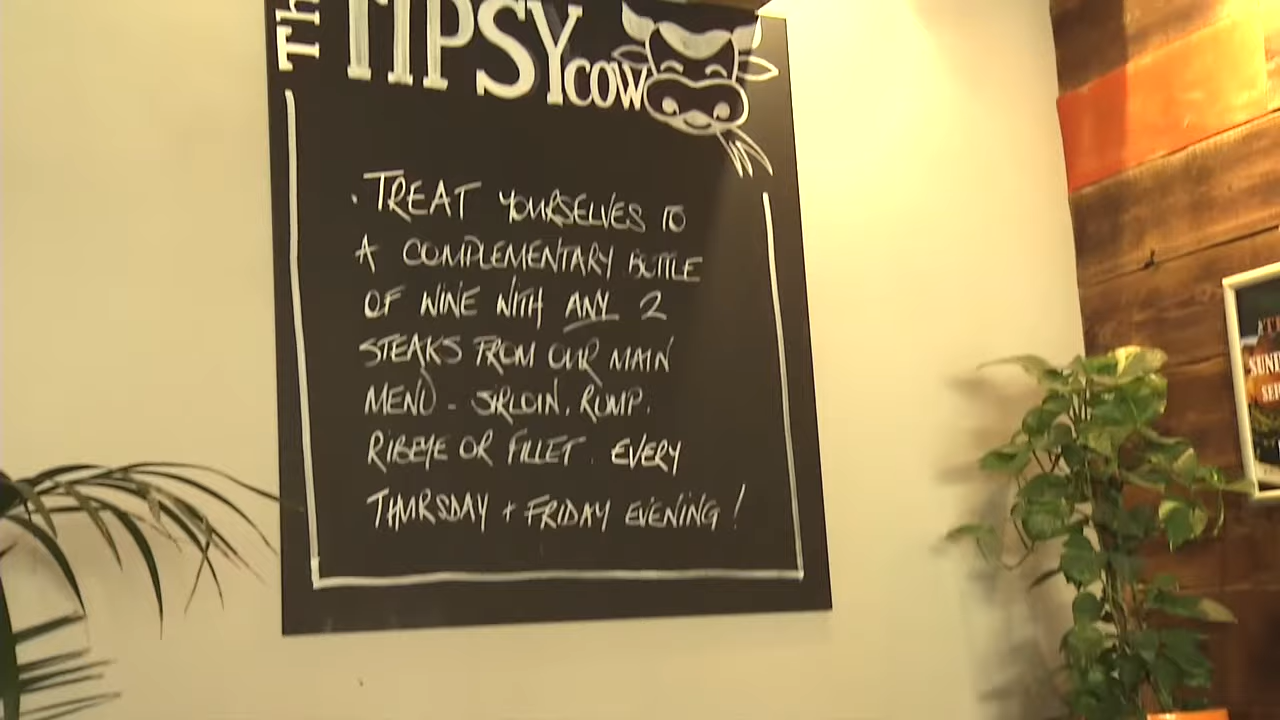 The TIPSY COW
. TREAT YOURSELVES TO
A COMPLEMENTARY BOTTLE
OF WINE WITH ANY 2
STEAKS FROM OUR MAIN
MENU - SIRLOIN, RUMP,
RIBEYE OR FILLET. EVERY
THURSDAY + FRIDAY EVENING!